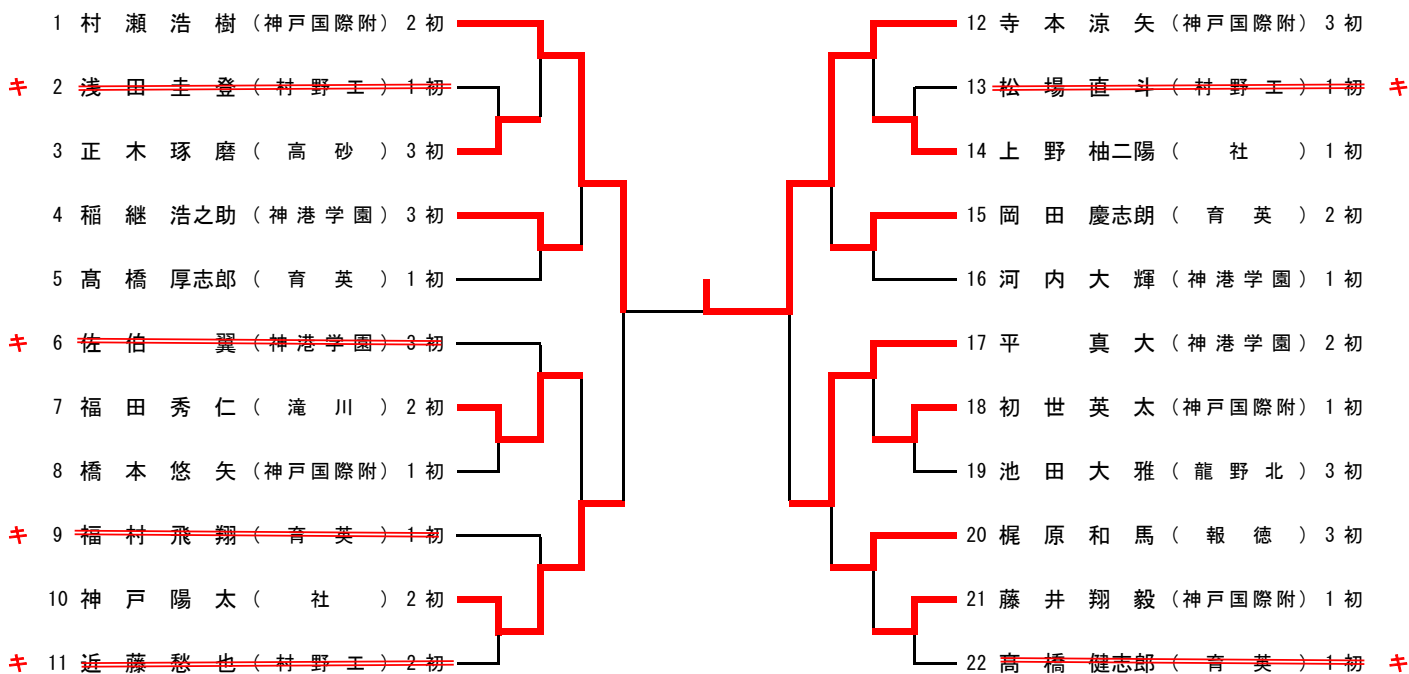 1 村瀬浩樹 (神戸国際附) 2 初
キ 2 浅田圭登 (村野工) 1 初
3 正木琢磨 (高砂) 3 初
4 稲継浩之助 (神港学園) 3 初
5 髙橋厚志郎 (育英) 1 初
キ 6 佐伯翼 (神港学園) 3 初
7 福田秀仁 (滝川) 2 初
8 橋本悠矢 (神戸国際附) 1 初
キ 9 福村飛翔 (育英) 1 初
10 神戸陽太 (社) 2 初
キ 11 近藤愁也 (村野工) 2 初
12 寺本涼矢 (神戸国際附) 3 初
13 松場直斗 (村野工) 1 初 キ
14 上野柚二陽 (社) 1 初
15 岡田慶志朗 (育英) 2 初
16 河内大輝 (神港学園) 1 初
17 平真大 (神港学園) 2 初
18 初世英太 (神戸国際附) 1 初
19 池田大雅 (龍野北) 3 初
20 梶原和馬 (報徳) 3 初
21 藤井翔毅 (神戸国際附) 1 初
22 髙橋健志郎 (育英) 1 初 キ